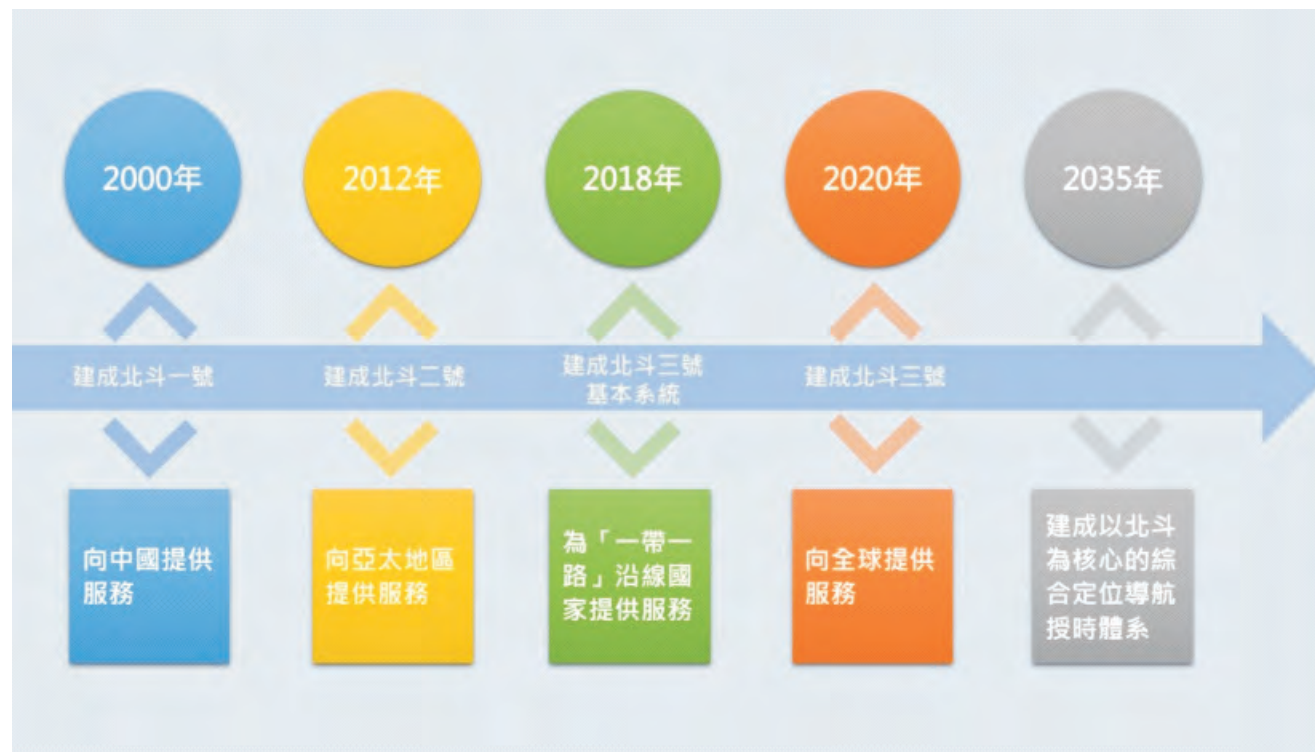 2000年
2012年
2018年
2020年
2035年
建成北斗一號
建成北斗二號
建成北斗三號
基本系統
建成北斗三號
向中國提供
服務
向亞太地區
提供服務
為「一帶一
路」沿線國
家提供服務
向全球提供
服務
建成以北斗
為核心的綜
合定位導航
授時體系